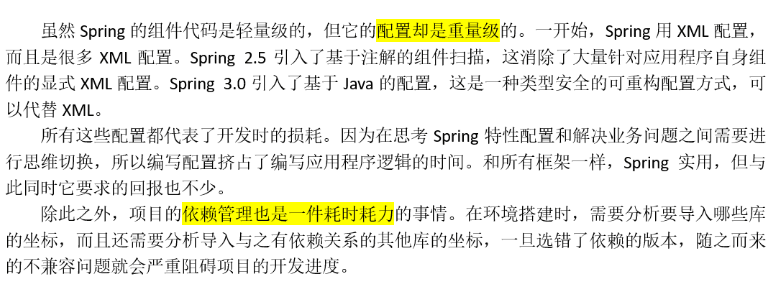 虽然 Spring 的组件代码是轻量级的，但它的配置却是重量级的。一开始，Spring 用 XML 配置，
而且是很多 XML 配置。Spring 2.5 引入了基于注解的组件扫描，这消除了大量针对应用程序自身组
件的显式 XML 配置。Spring 3.0 引入了基于 Java 的配置，这是一种类型安全的可重构配置方式，可
以代替 XML。
所有这些配置都代表了开发时的损耗。因为在思考 Spring 特性配置和解决业务问题之间需要进
行思维切换，所以编写配置挤占了编写应用程序逻辑的时间。和所有框架一样，Spring 实用，但与
此同时它要求的回报也不少。
除此之外，项目的依赖管理也是一件耗时耗力的事情。在环境搭建时，需要分析要导入哪些库
的坐标，而且还需要分析导入与之有依赖关系的其他库的坐标，一旦选错了依赖的版本，随之而来
的不兼容问题就会严重阻碍项目的开发进度。